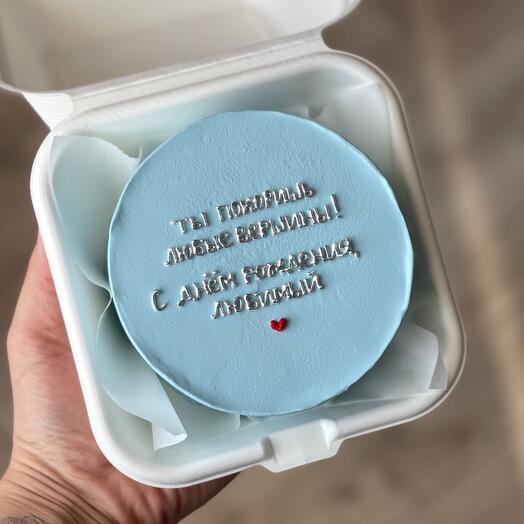 ТЫ ПОКОРИШЬ
ЛЮБЫЕ ВЕРШИНЫ!
С ДНЁМ РОЖДЕНИЯ,
ЛЮБИМЫЙ